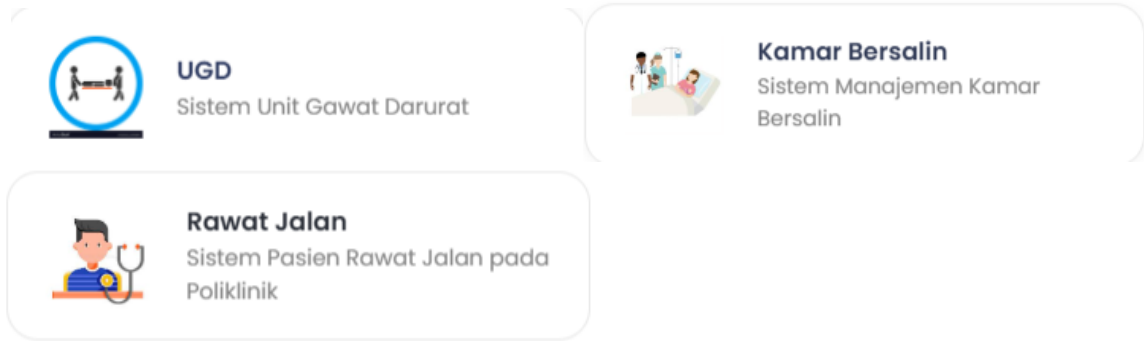 UGD
Sistem Unit Gawat Darurat
Kamar Bersalin
Sistem Manajemen Kamar
Bersalin
Rawat Jalan
Sistem Pasien Rawat Jalan pada
Poliklinik